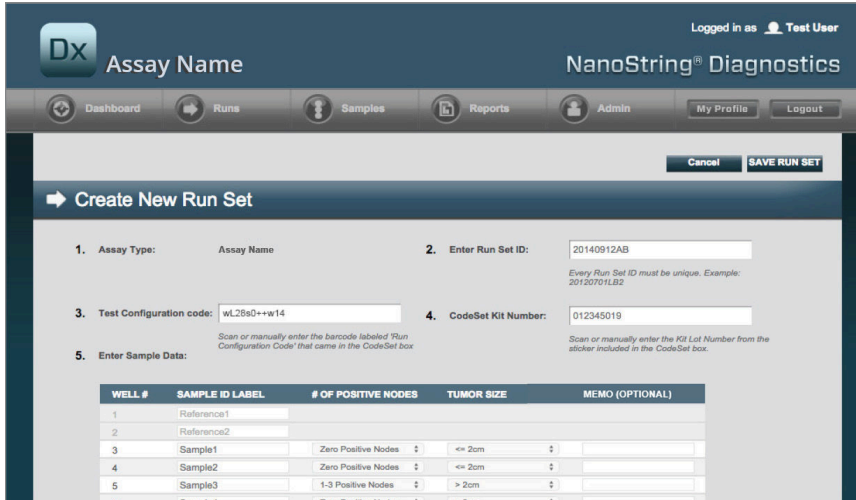 Logged in as Test User
Dx Assay Name
NanoString® Diagnostics
Dashboard Runs Samples Reports Admin My Profile Logout
Cancel SAVE RUN SET
Create New Run Set
1. Assay Type: Assay Name
2. Enter Run Set ID: 20140912AB
Every Run Set ID must be unique. Example:
20120701LB2
3. Test Configuration code: wL28s0++w14
Scan or manually enter the barcode labeled 'Run
Configuration Code' that came in the CodeSet box
4. CodeSet Kit Number: 012345019
Scan or manually enter the Kit Lot Number from the
sticker included in the CodeSet box.
5. Enter Sample Data:
WELL # SAMPLE ID LABEL # OF POSITIVE NODES TUMOR SIZE MEMO (OPTIONAL)
1 Reference1
2 Reference2
3 Sample1 Zero Positive Nodes <= 2cm
4 Sample2 Zero Positive Nodes <= 2cm
5 Sample3 1-3 Positive Nodes > 2cm